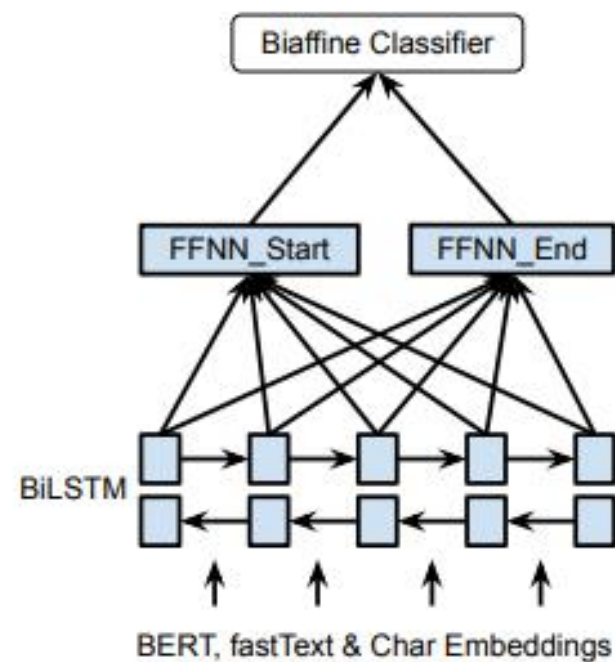 Biaffine Classifier
FFNN_Start
FFNN_End
BiLSTM
BERT, fastText & Char Embeddings